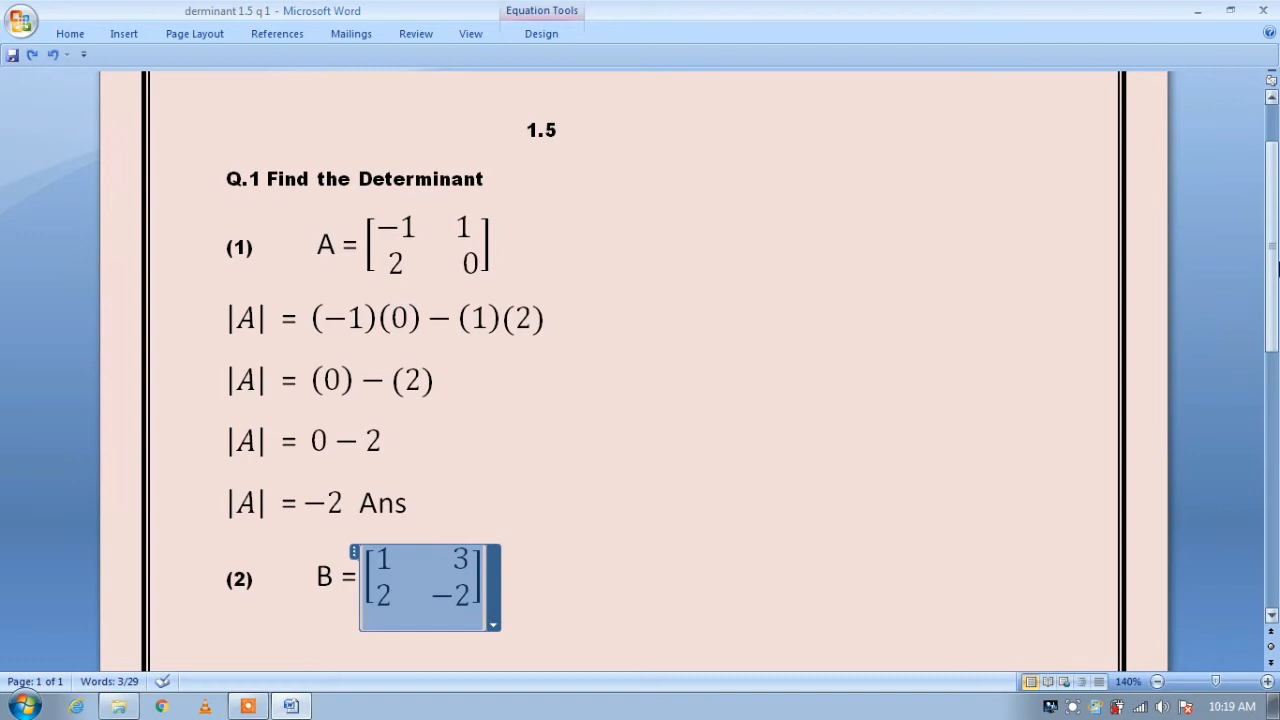 derminant 1.5 q 1 - Microsoft Word
Equation Tools
Home Insert Page Layout References Mailings Review View Design
1.5
Q.1 Find the Determinant
(1) A = [−1 1
2 0]
|A| = (−1)(0) − (1)(2)
|A| = (0) − (2)
|A| = 0 − 2
|A| = −2 Ans
(2) B = [1 3
2 −2]
Page: 1 of 1 Words: 3/29 140%
10:19 AM